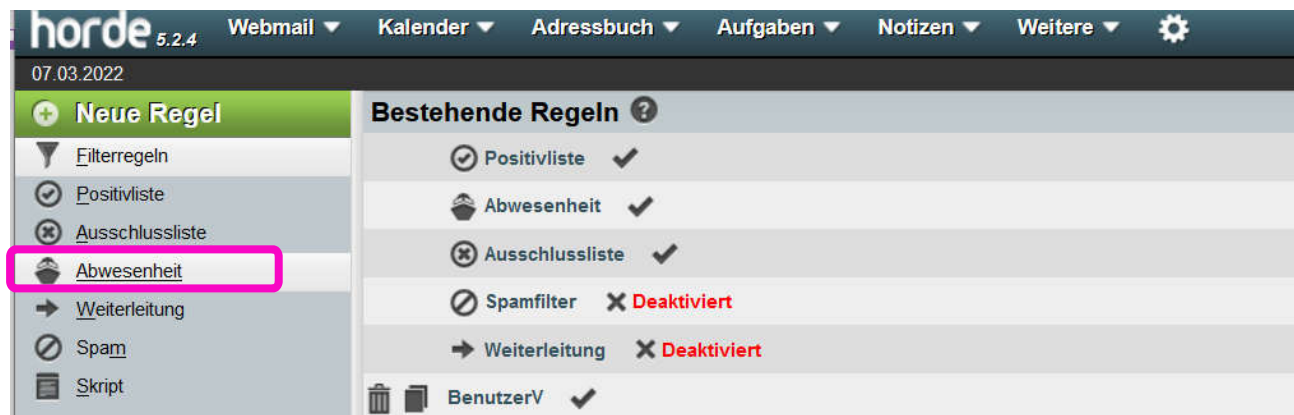 horde 5.2.4 Webmail Kalender Adressbuch Aufgaben Notizen Weitere
07.03.2022
Neue Regel
Filterregeln
Positivliste
Ausschlussliste
Abwesenheit
Weiterleitung
Spam
Skript
Bestehende Regeln
Positivliste
Abwesenheit
Ausschlussliste
Spamfilter Deaktiviert
Weiterleitung Deaktiviert
BenutzerV